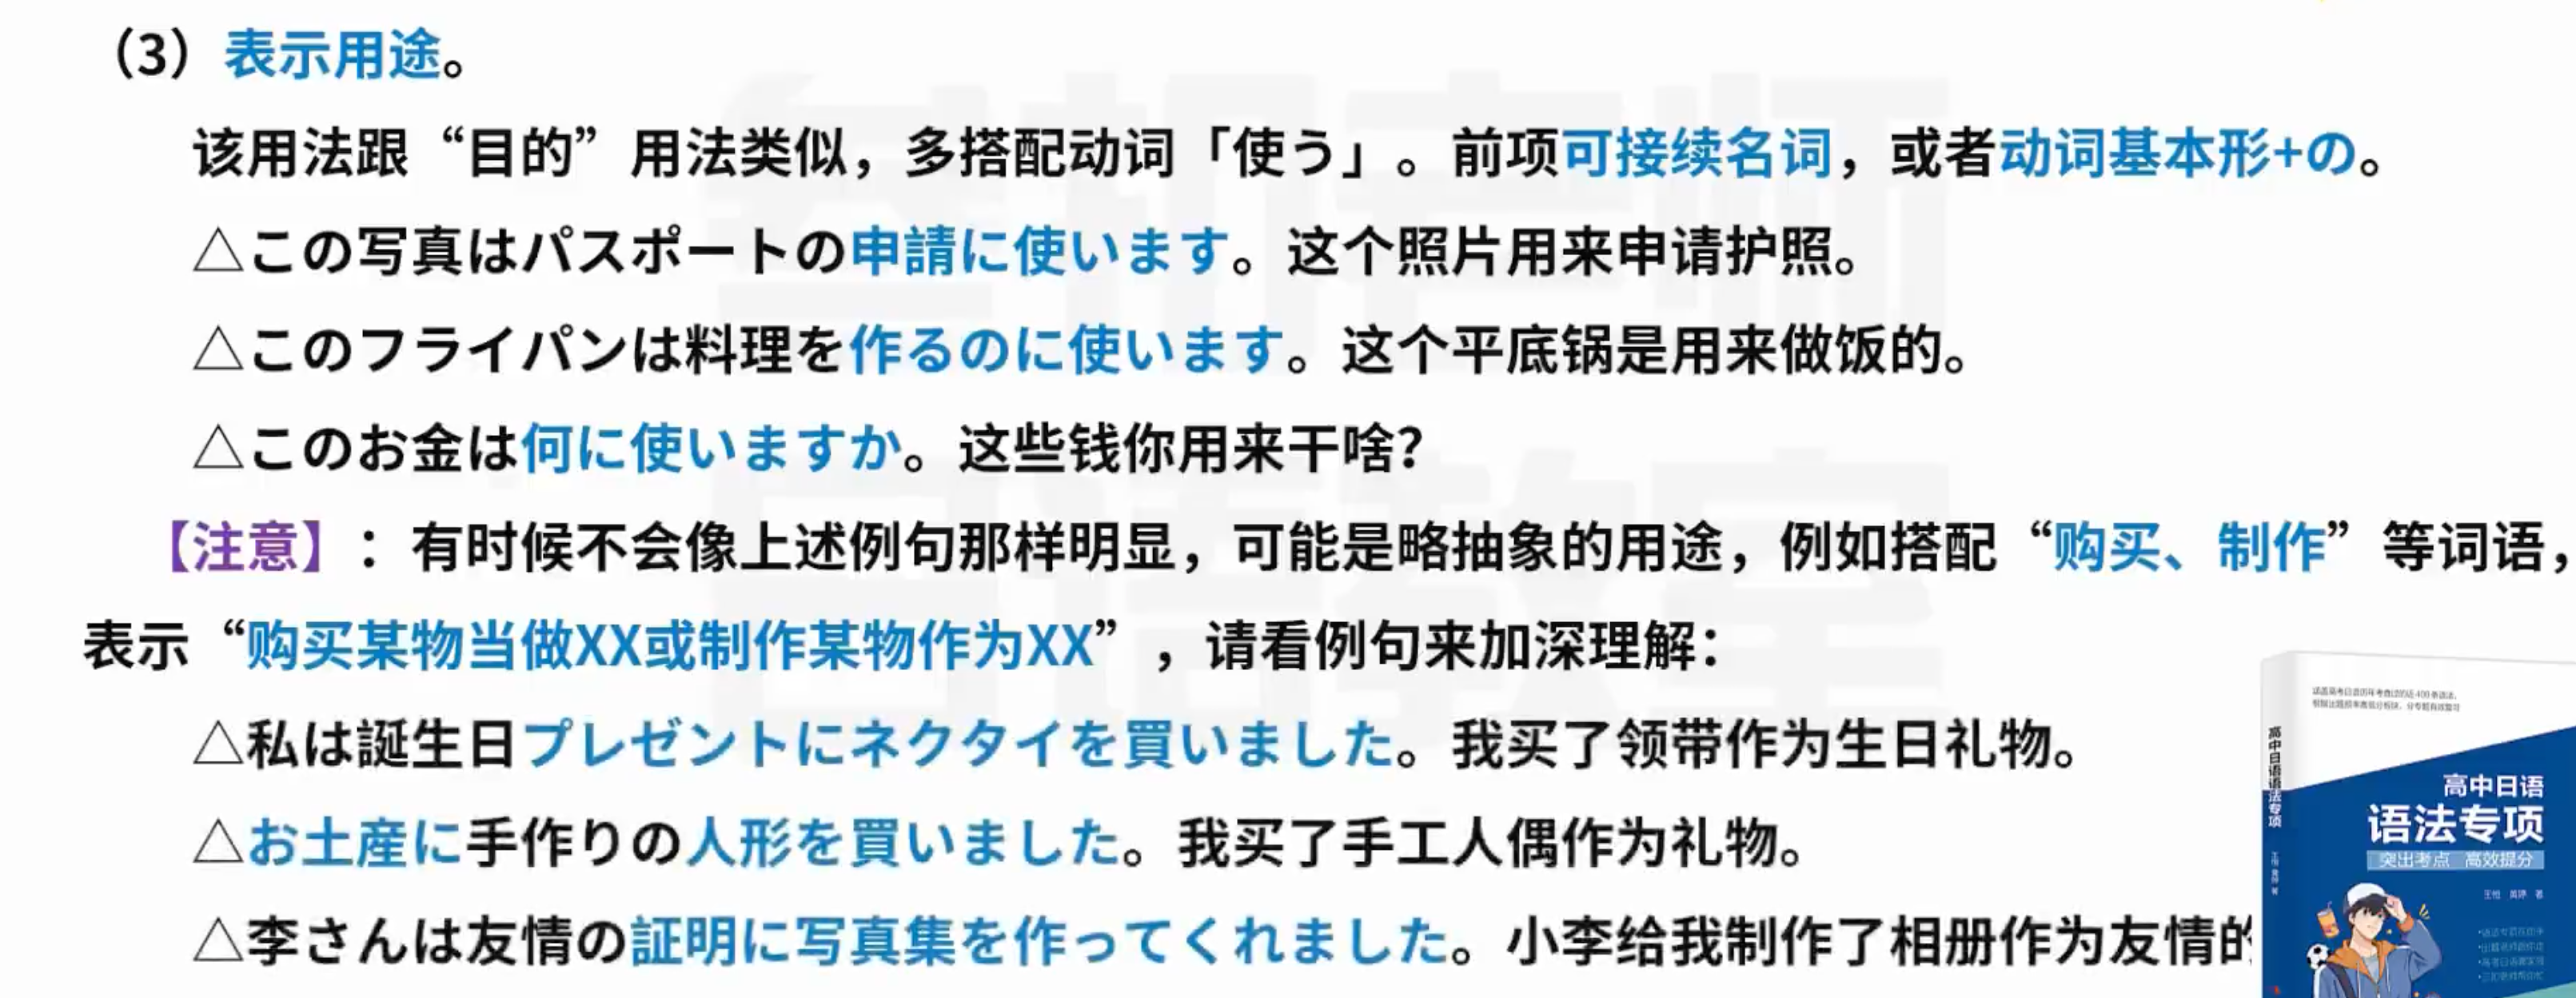 （3）表示用途。
该用法跟“目的”用法类似，多搭配动词「使う」。前项可接续名词，或者动词基本形+の。
△この写真はパスポートの申請に使います。这个照片用来申请护照。
△このフライパンは料理を作るのに使います。这个平底锅是用来做饭的。
△このお金は何に使いますか。这些钱你用来干啥？
【注意】：有时候不会像上述例句那样明显，可能是略抽象的用途，例如搭配“购买、制作”等词语，
表示“购买某物当做XX或制作某物作为XX”，请看例句来加深理解：
△私は誕生日プレゼントにネクタイを買いました。我买了领带作为生日礼物。
△お土産に手作りの人形を買いました。我买了手工人偶作为礼物。
△李さんは友情の証明に写真集を作ってくれました。小李给我制作了相册作为友情的
高中日语语法专项
高中日语
语法专项
突出考点 高效提分